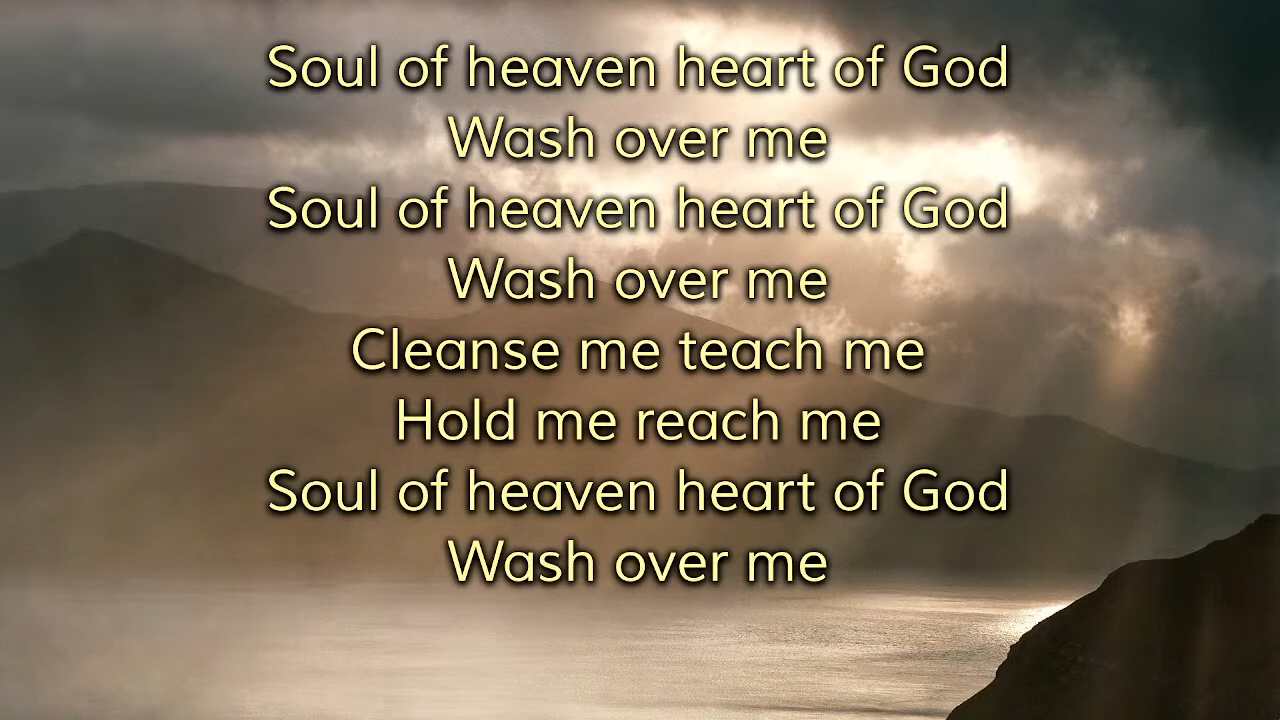 Soul of heaven heart of God
Wash over me
Soul of heaven heart of God
Wash over me
Cleanse me teach me
Hold me reach me
Soul of heaven heart of God
Wash over me